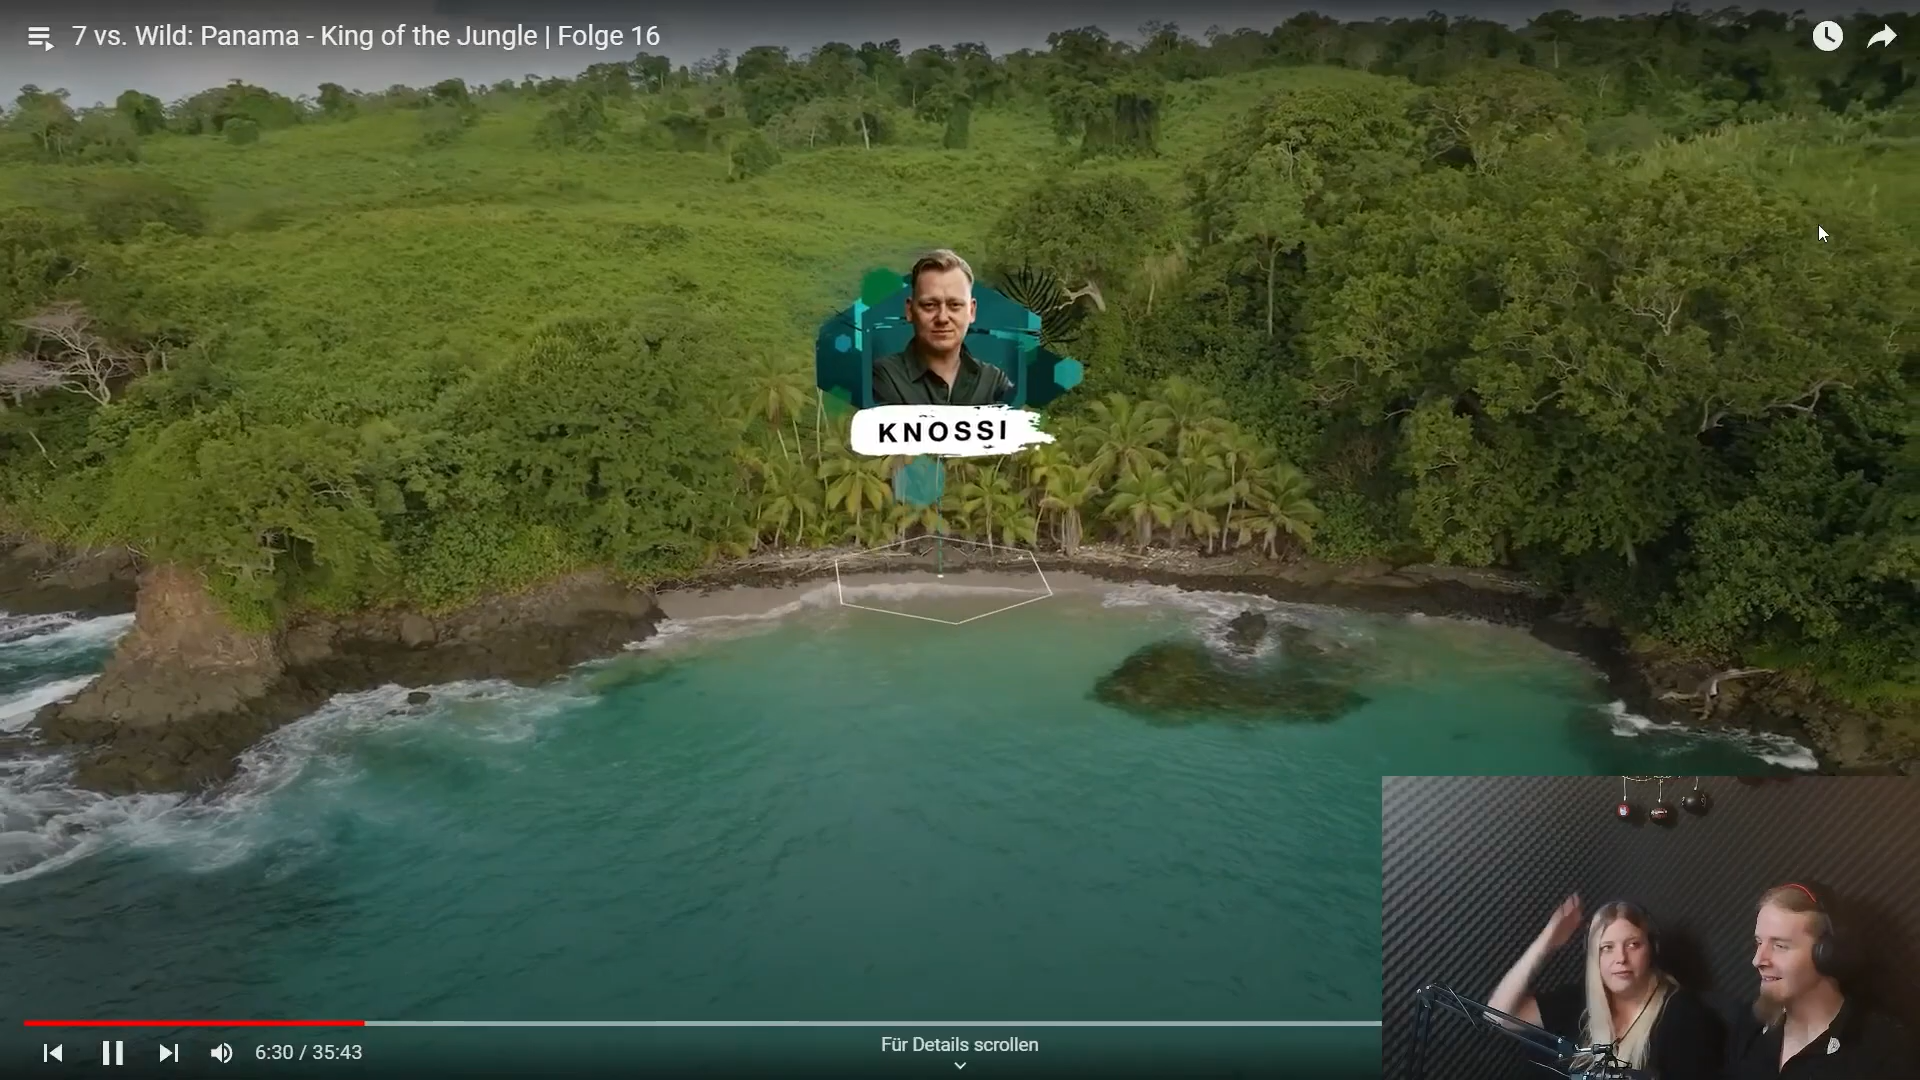 7 vs. Wild: Panama - King of the Jungle | Folge 16
KNOSSI
6:30 / 35:43
Für Details scrollen